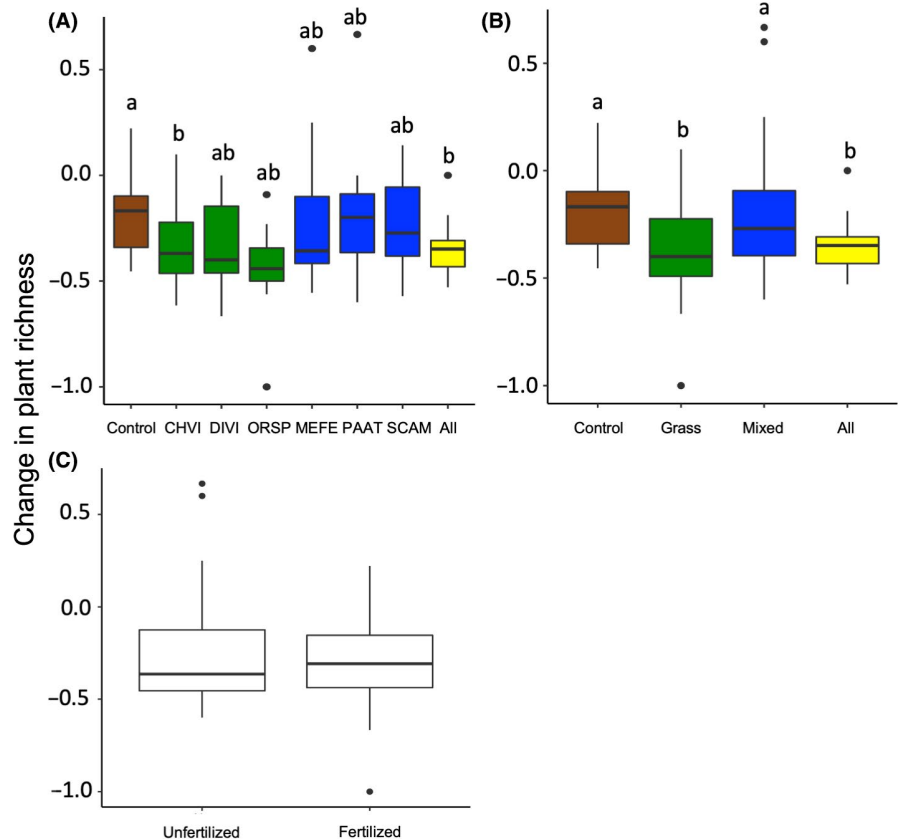 (A)
0.5
0.0
−0.5
−1.0
a
b
ab
ab
ab
ab
ab
b
Control CHVI DIVI ORSP MEFE PAAT SCAM All
(B)
0.5
0.0
−0.5
−1.0
a
b
a
b
Control Grass Mixed All
Change in plant richness
(C)
0.5
0.0
−0.5
−1.0
Unfertilized Fertilized